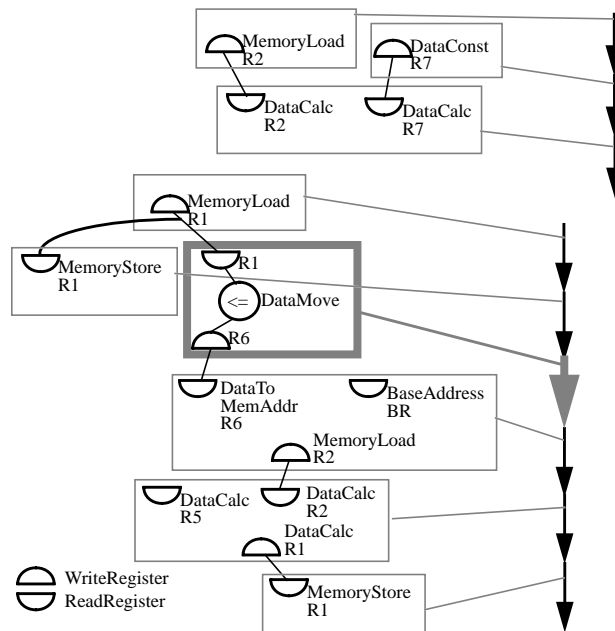 MemoryLoad
R2
DataConst
R7
DataCalc
R2
DataCalc
R7
MemoryLoad
R1
MemoryStore
R1
R1
<= DataMove
R6
DataTo
MemAddr
R6
BaseAddress
BR
MemoryLoad
R2
DataCalc
R5
DataCalc
R2
DataCalc
R1
WriteRegister
ReadRegister
MemoryStore
R1